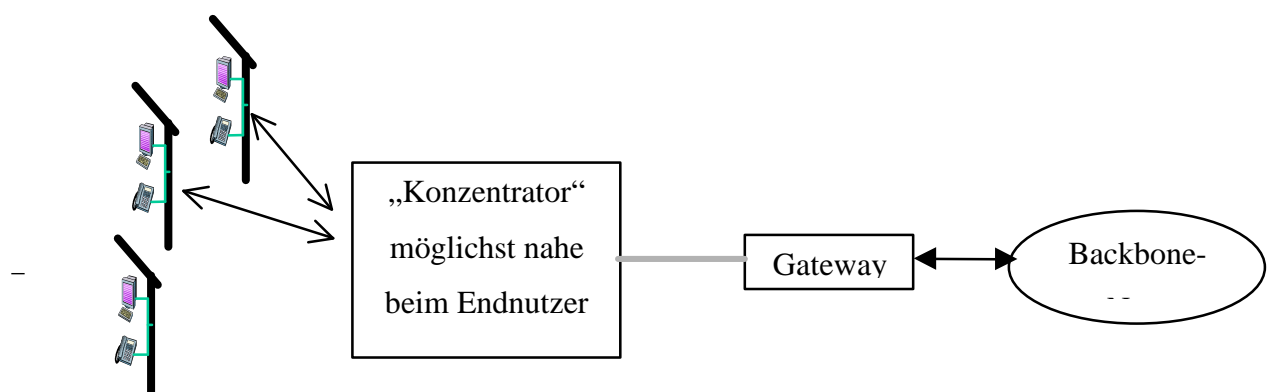 „Konzentrator“
möglichst nahe
beim Endnutzer
Gateway
Backbone-
–